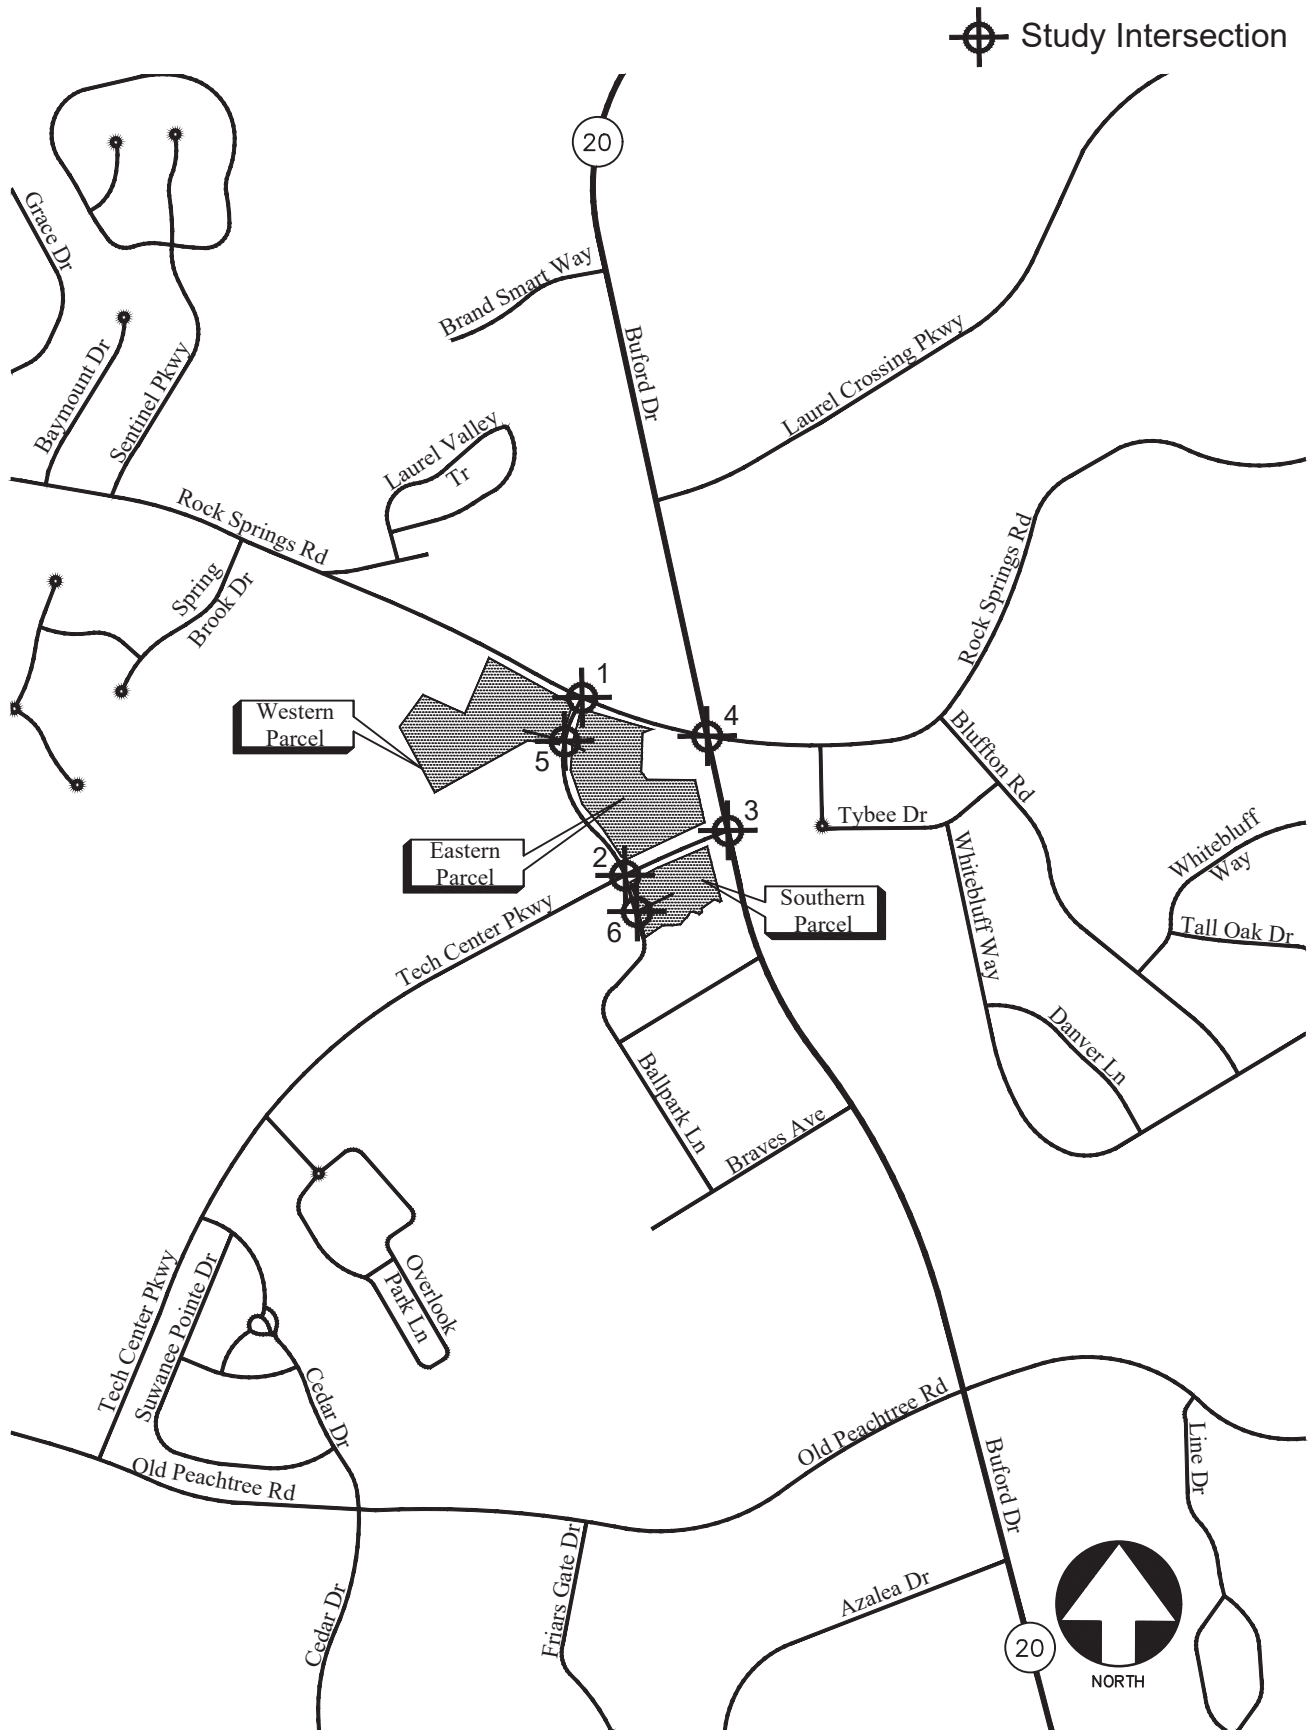 Study Intersection
20
Grace Dr
Brand Smart Way
Buford Dr
Laurel Crossing Pkwy
Baymount Dr
Sentinel Pkwy
Laurel Valley
Tr
Rock Springs Rd
Rock Springs Rd
Spring
Brook Dr
1
4
5
3
2
6
Western
Parcel
Eastern
Parcel
Southern
Parcel
Bluffton Rd
Tybee Dr
Whitebluff
Way
Tall Oak Dr
Whitebluff Way
Danver Ln
Tech Center Pkwy
Ballpark Ln
Braves Ave
Overlook
Park Ln
Tech Center Pkwy
Suwanee Pointe Dr
Cedar Dr
Old Peachtree Rd
Old Peachtree Rd
Buford Dr
Line Dr
Friars Gate Dr
Cedar Dr
Azalea Dr
20
NORTH